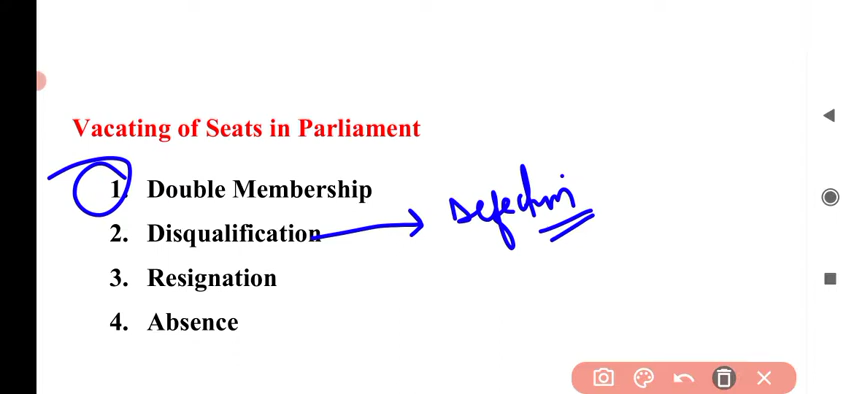 Vacating of Seats in Parliament
1. Double Membership
2. Disqualification Defection
3. Resignation
4. Absence